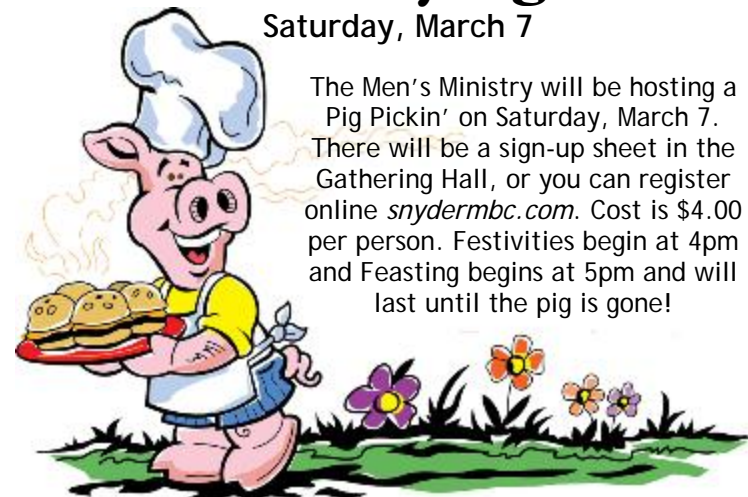 Saturday, March 7
The Men’s Ministry will be hosting a
Pig Pickin’ on Saturday, March 7.
There will be a sign-up sheet in the
Gathering Hall, or you can register
online snydermbc.com. Cost is $4.00
per person. Festivities begin at 4pm
and Feasting begins at 5pm and will
last until the pig is gone!